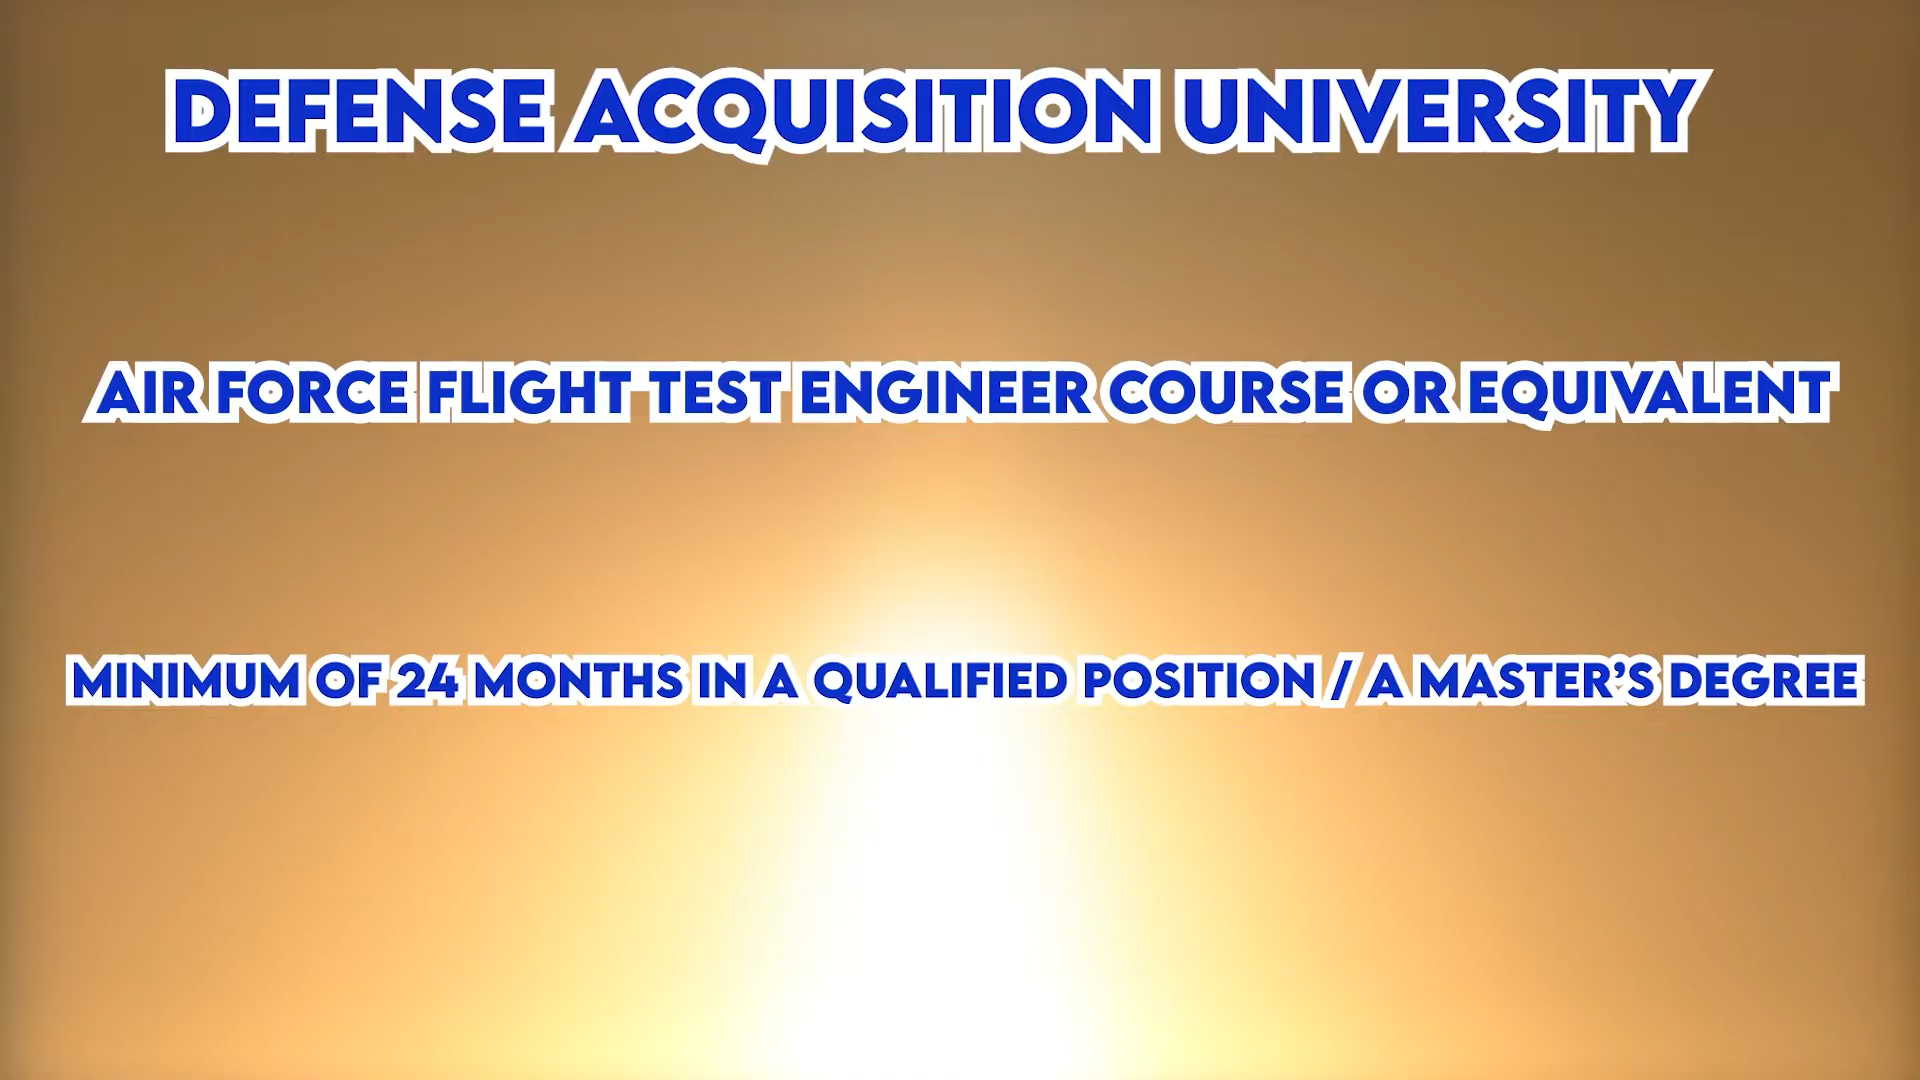 DEFENSE ACQUISITION UNIVERSITY
AIR FORCE FLIGHT TEST ENGINEER COURSE OR EQUIVALENT
MINIMUM OF 24 MONTHS IN A QUALIFIED POSITION / A MASTER’S DEGREE